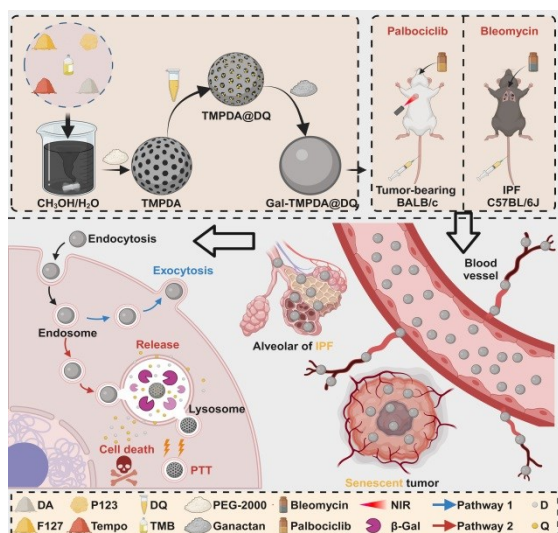 Palbociclib
Bleomycin
TMPDA@DQ
CH3OH/H2O
TMPDA
Gal-TMPDA@DQ
Tumor-bearing
BALB/c
IPF
C57BL/6J
Endocytosis
Exocytosis
Endosome
Release
Lysosome
Cell death
PTT
Alveolar of IPF
Blood
vessel
Senescent tumor
DA P123 DQ PEG-2000 Bleomycin NIR Pathway 1 D
F127 Tempo TMB Ganactan Palbociclib β-Gal Pathway 2 Q